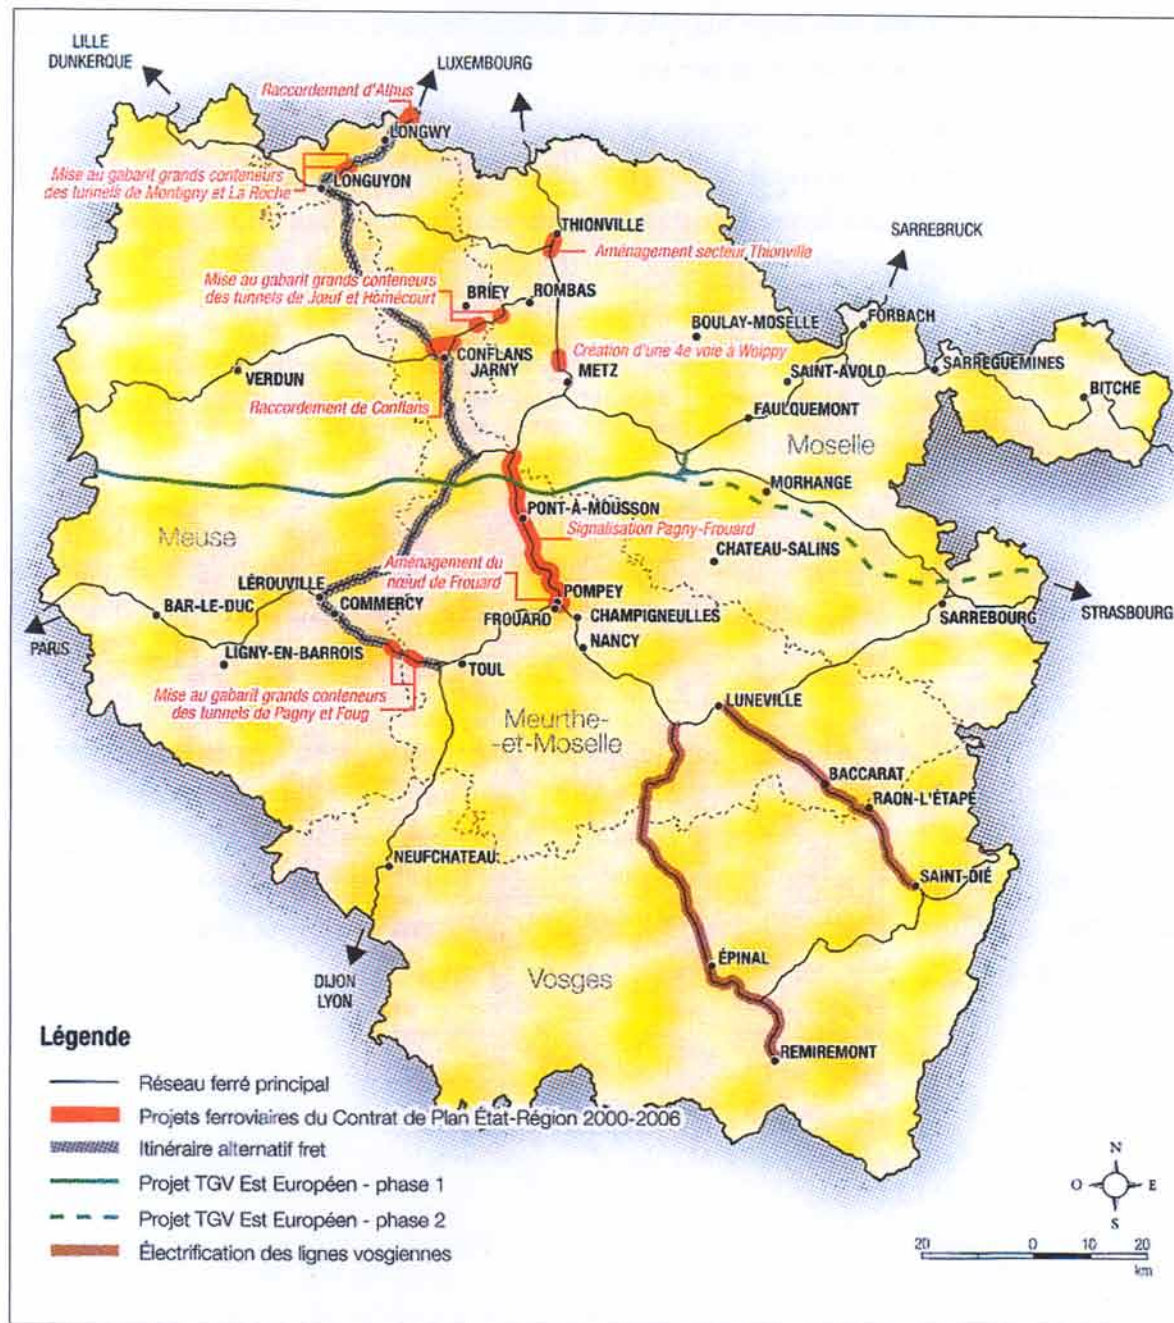 LILLE
DUNKERQUE
LUXEMBOURG
Raccordement d'Athus
LONGWY
Mise au gabarit grands conteneurs
des tunnels de Montigny et La Roche
LONGUYON
THIONVILLE
Aménagement secteur Thionville
SARREBRUCK
Mise au gabarit grands conteneurs
des tunnels de Jœuf et Homécourt
BRIEY
ROMBAS
BOULAY-MOSELLE
FORBACH
Création d'une 4e voie à Woippy
CONFLANS
JARNY
METZ
SAINT-AVOLD
SARREGUEMINES
VERDUN
BITCHE
Raccordement de Conflans
FAULQUEMONT
Moselle
MORHANGE
PONT-À-MOUSSON
Signalisation Pagny-Frouard
Meuse
CHATEAU-SALINS
Aménagement du
nœud de Frouard
LÉROUVILLE
POMPEY
BAR-LE-DUC
COMMERCY
FROUARD
CHAMPIGNEULLES
SARREBOURG
STRASBOURG
PARIS
NANCY
LIGNY-EN-BARROIS
TOUL
Mise au gabarit grands conteneurs
des tunnels de Pagny et Foug
LUNEVILLE
Meurthe-
-et-Moselle
BACCARAT
RAON-L'ÉTAPE
NEUFCHATEAU
SAINT-DIÉ
ÉPINAL
DIJON
LYON
Vosges
REMIREMONT
Légende
Réseau ferré principal
Projets ferroviaires du Contrat de Plan État-Région 2000-2006
Itinéraire alternatif fret
Projet TGV Est Européen - phase 1
Projet TGV Est Européen - phase 2
Électrification des lignes vosgiennes
N
O E
S
20 0 10 20
km